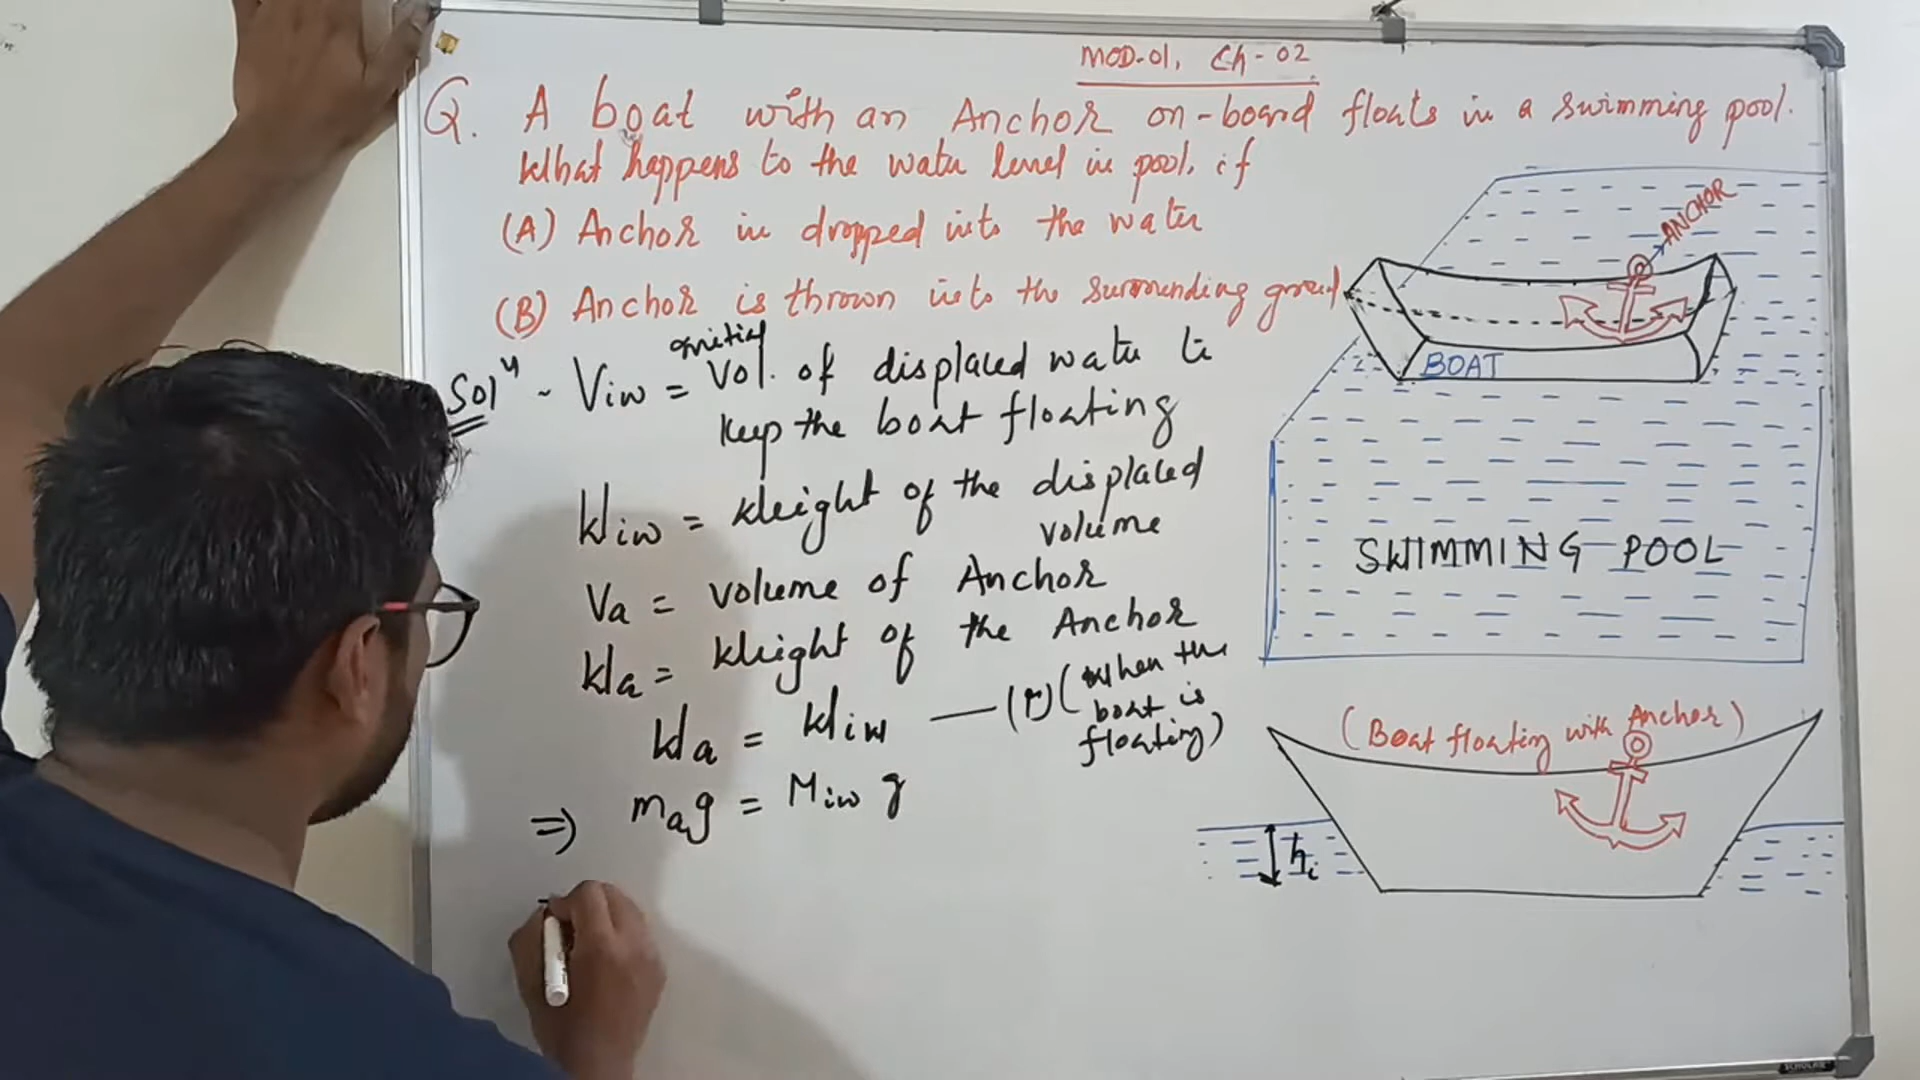 MOD-01, Ch-02
Q. A boat with an Anchor on-board floats in a swimming pool.
What happens to the water level in pool, if
(A) Anchor is dropped into the water
(B) Anchor is thrown into the surrounding ground
Solⁿ - Viw = initial Vol. of displaced water to
keep the boat floating
Wiw = Weight of the displaced
volume
Va = volume of Anchor
Wa = Weight of the Anchor
Wa = Wiw — (1) (When the
boat is
floating)
⇒ mag = Miw g
ANCHOR
BOAT
SWIMMING POOL
(Boat floating with Anchor)
hi
SCHOLAR